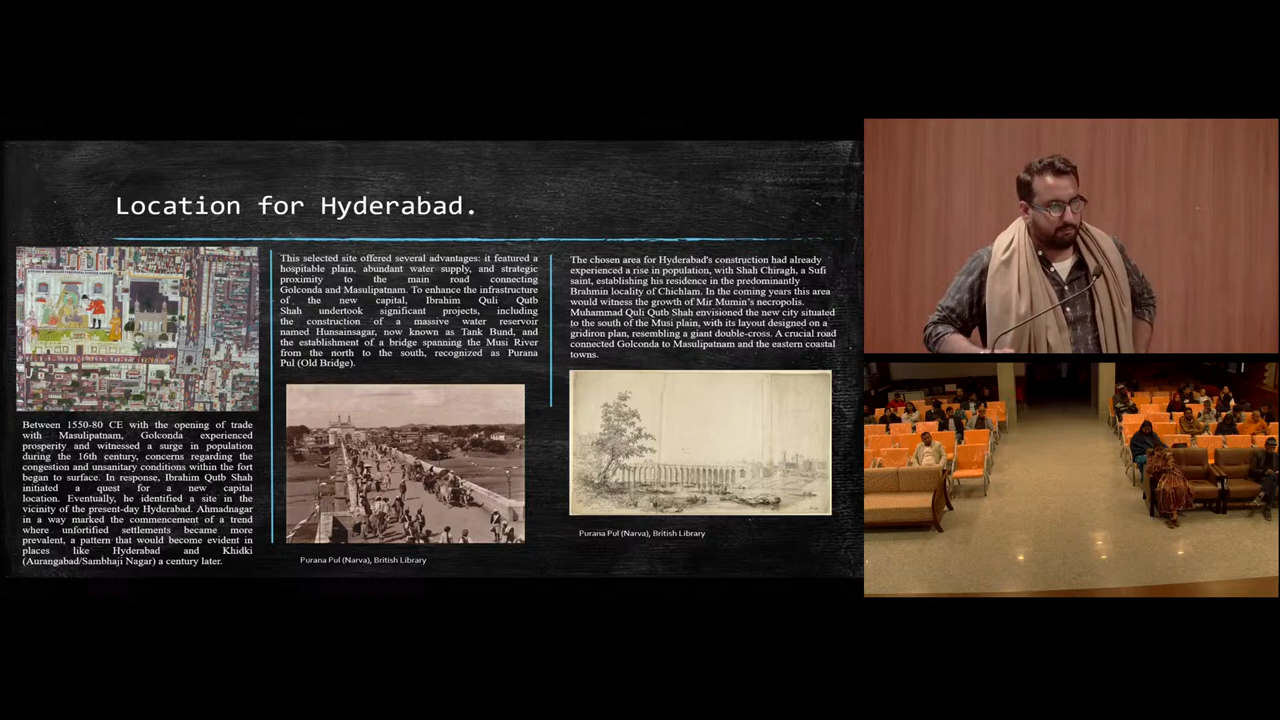 Location for Hyderabad.
Between 1550-80 CE with the opening of trade
with Masulipatnam, Golconda experienced
prosperity and witnessed a surge in population
during the 16th century, concerns regarding the
congestion and unsanitary conditions within the fort
began to surface. In response, Ibrahim Qutb Shah
initiated a quest for a new capital
location. Eventually, he identified a site in the
vicinity of the present-day Hyderabad. Ahmadnagar
in a way marked the commencement of a trend
where unfortified settlements became more
prevalent, a pattern that would become evident in
places like Hyderabad and Khidki
(Aurangabad/Sambhaji Nagar) a century later.
This selected site offered several advantages: it featured a
hospitable plain, abundant water supply, and strategic
proximity to the main road connecting
Golconda and Masulipatnam. To enhance the infrastructure
of the new capital, Ibrahim Quli Qutb
Shah undertook significant projects, including
the construction of a massive water reservoir
named Hunsainsagar, now known as Tank Bund, and
the establishment of a bridge spanning the Musi River
from the north to the south, recognized as Purana
Pul (Old Bridge).
Purana Pul (Narva), British Library
The chosen area for Hyderabad's construction had already
experienced a rise in population, with Shah Chiragh, a Sufi
saint, establishing his residence in the predominantly
Brahmin locality of Chichlam. In the coming years this area
would witness the growth of Mir Mumin's necropolis.
Muhammad Quli Qutb Shah envisioned the new city situated
to the south of the Musi plain, with its layout designed on a
gridiron plan, resembling a giant double-cross. A crucial road
connected Golconda to Masulipatnam and the eastern coastal
towns.
Purana Pul (Narva), British Library